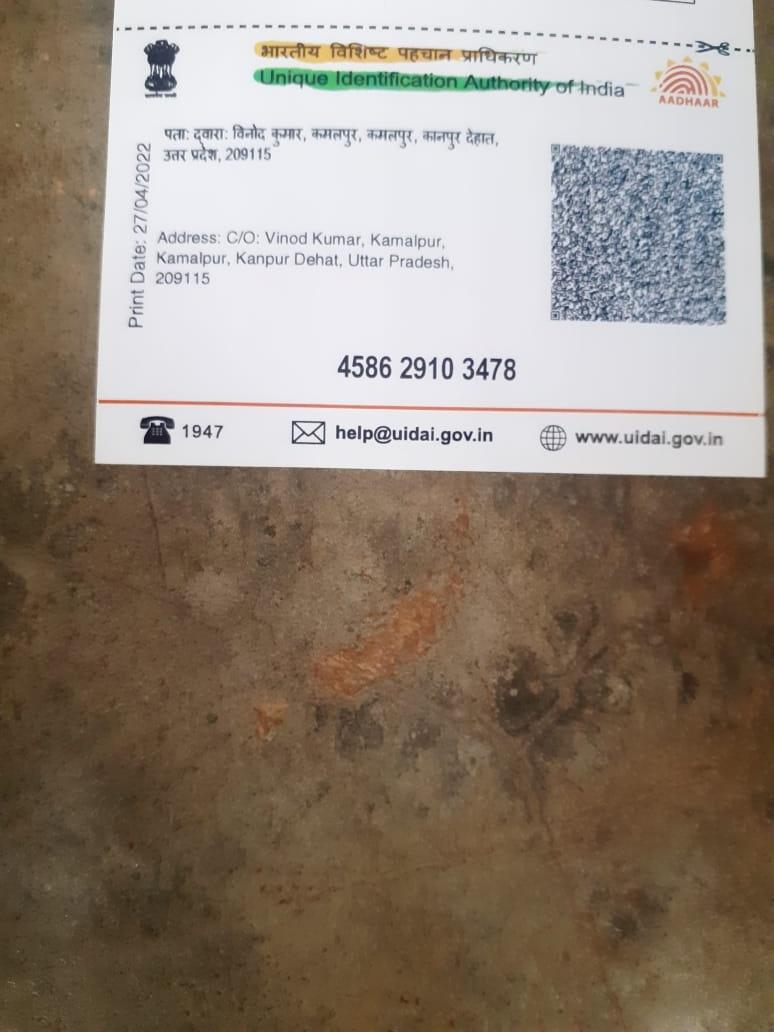 भारतीय विशिष्ट पहचान प्राधिकरण
Unique Identification Authority of India
AADHAAR
पता: द्वारा: विनोद कुमार, कमलपुर, कमलपुर, कानपुर देहात,
उत्तर प्रदेश, 209115
Print Date: 27/04/2022
Address: C/O: Vinod Kumar, Kamalpur,
Kamalpur, Kanpur Dehat, Uttar Pradesh,
209115
4586 2910 3478
1947
help@uidai.gov.in
www.uidai.gov.in